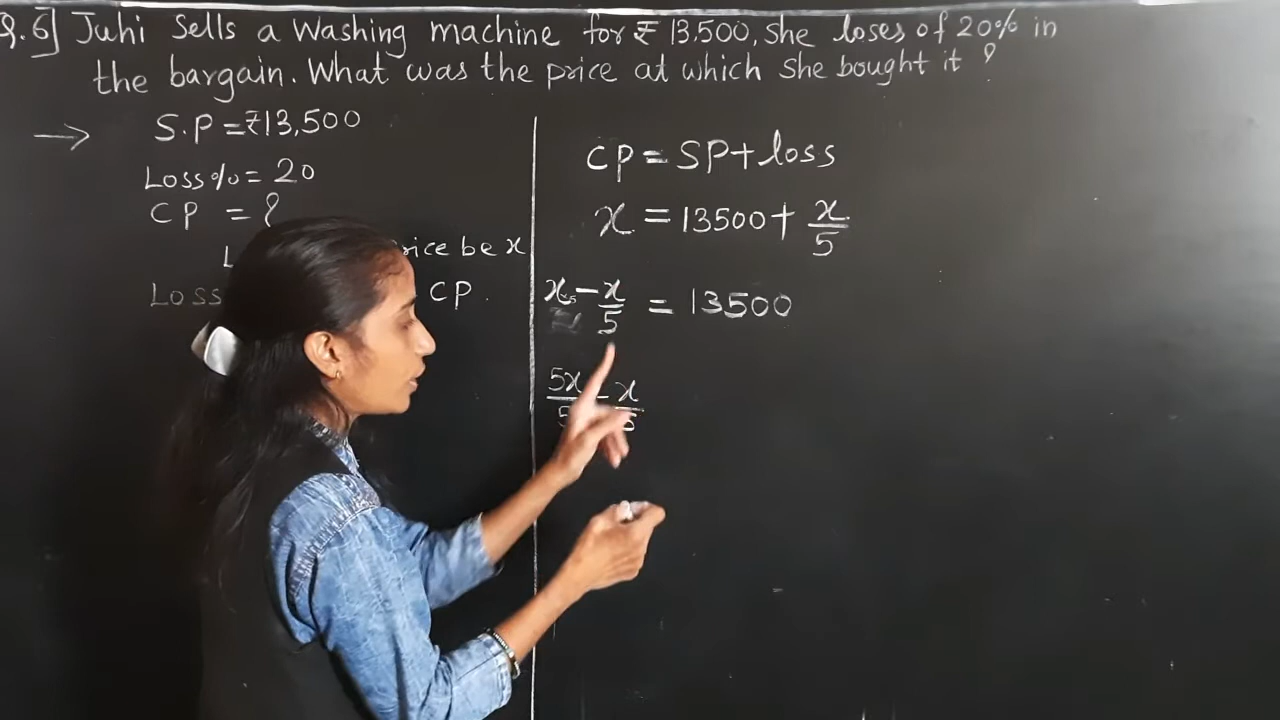 Q.6] Juhi Sells a Washing machine for ₹ 13.500, She loses of 20% in
the bargain. What was the price at which she bought it ?
→ S.P = ₹13,500
Loss% = 20
CP = ?
be x
Loss CP.
CP = SP + loss
x = 13500 + x/5
x - x/5 = 13500
5x/5 - x/5